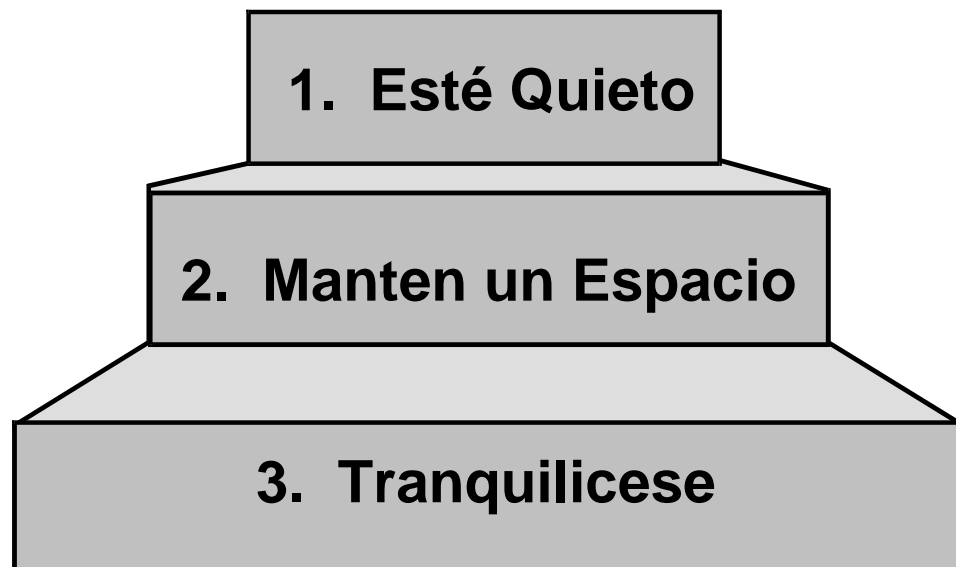 1. Esté Quieto
2. Manten un Espacio
3. Tranquilicese